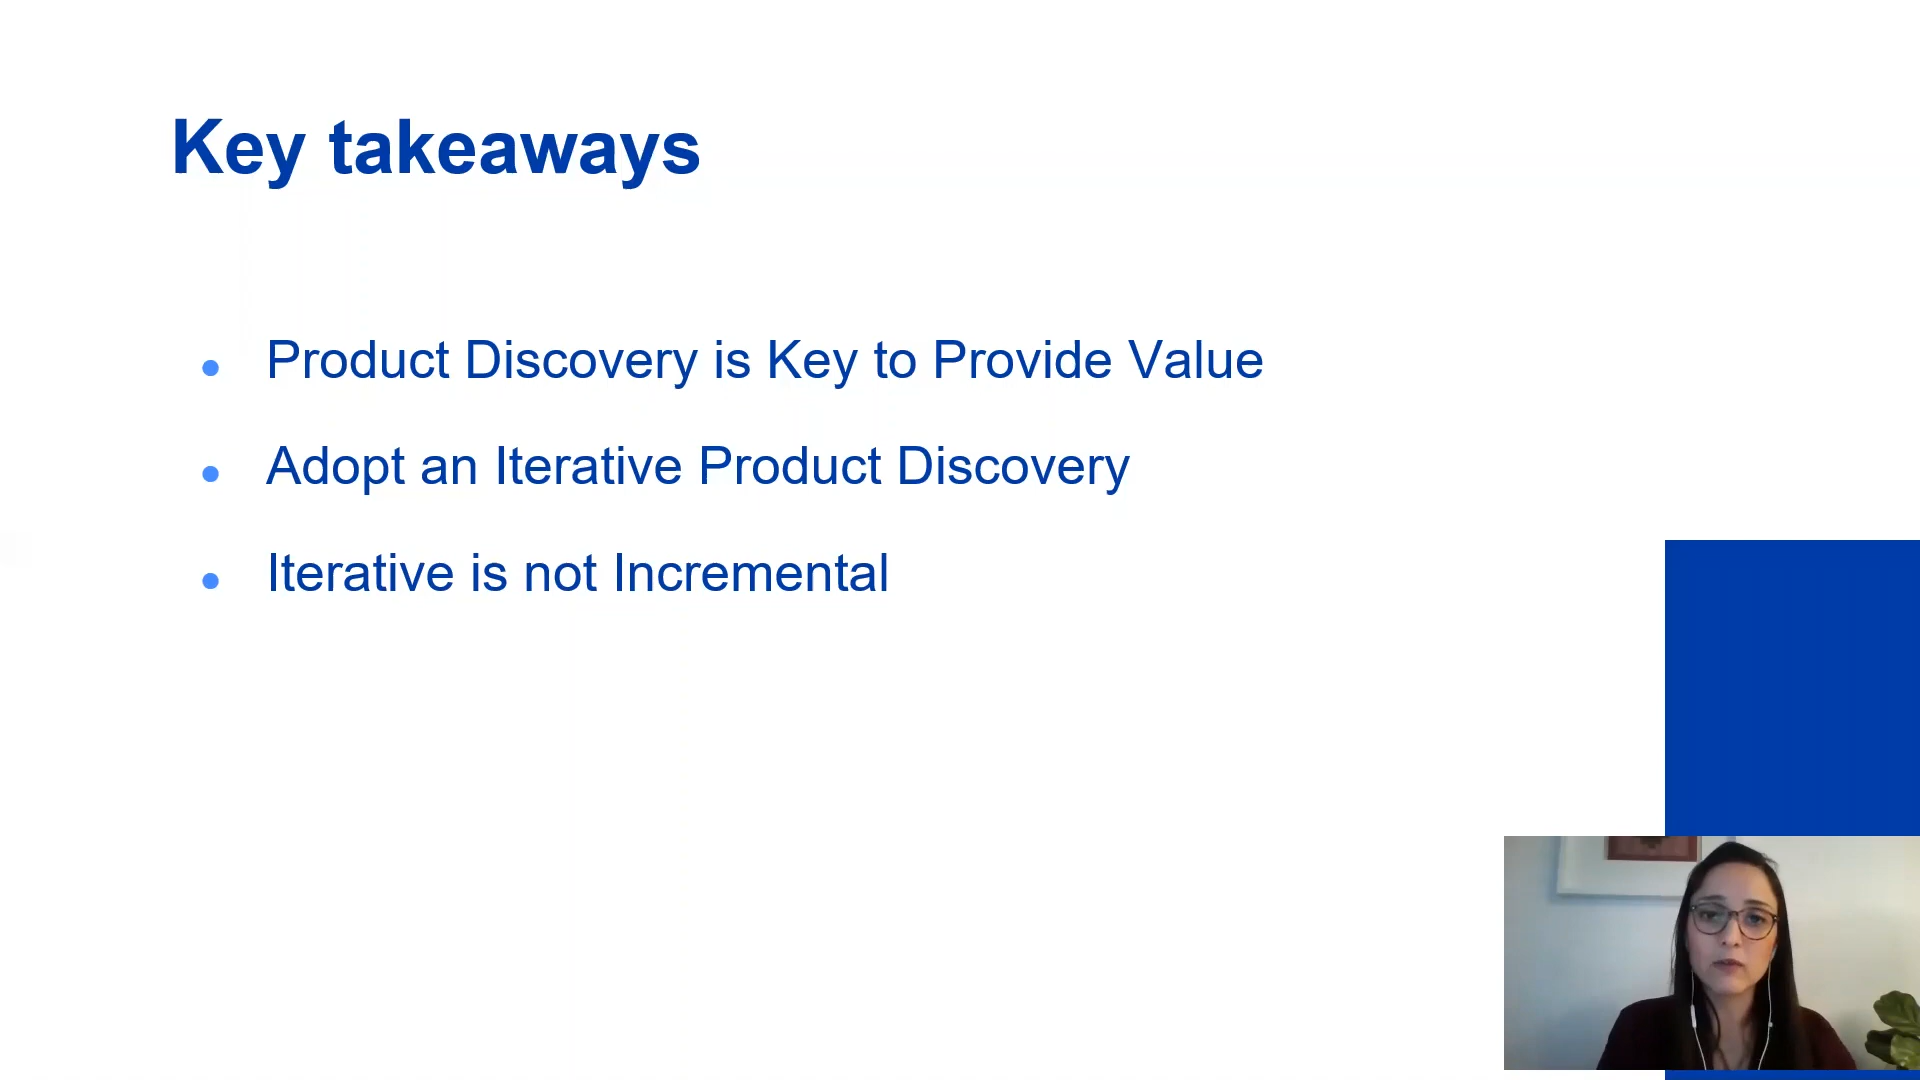 Key takeaways
Product Discovery is Key to Provide Value
Adopt an Iterative Product Discovery
Iterative is not Incremental